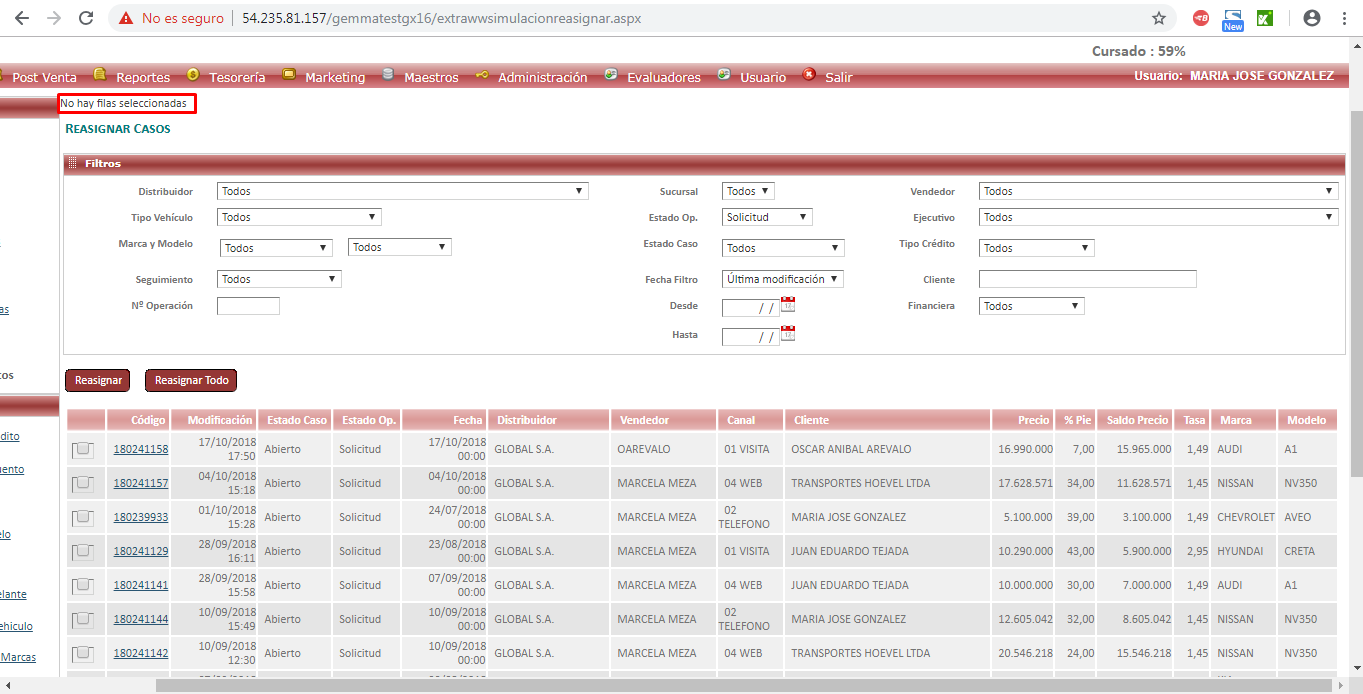 No es seguro 54.235.81.157/gemmatestgx16/extrawwsimulacionreasignar.aspx New
Cursado : 59%
Post Venta Reportes Tesorería Marketing Maestros Administración Evaluadores Usuario Salir Usuario: MARIA JOSE GONZALEZ
No hay filas seleccionadas
REASIGNAR CASOS
Filtros
Distribuidor Todos Sucursal Todos Vendedor Todos
Tipo Vehículo Todos Estado Op. Solicitud Ejecutivo Todos
Marca y Modelo Todos Todos Estado Caso Todos Tipo Crédito Todos
Seguimiento Todos Fecha Filtro Última modificación Cliente
Nº Operación Desde / / Financiera Todos
Hasta / /
Reasignar Reasignar Todo
Código Modificación Estado Caso Estado Op. Fecha Distribuidor Vendedor Canal Cliente Precio % Pie Saldo Precio Tasa Marca Modelo
180241158 17/10/2018 17:50 Abierto Solicitud 17/10/2018 00:00 GLOBAL S.A. OAREVALO 01 VISITA OSCAR ANIBAL AREVALO 16.990.000 7,00 15.965.000 1,49 AUDI A1
180241157 04/10/2018 15:18 Abierto Solicitud 04/10/2018 00:00 GLOBAL S.A. MARCELA MEZA 04 WEB TRANSPORTES HOEVEL LTDA 17.628.571 34,00 11.628.571 1,45 NISSAN NV350
180239933 01/10/2018 15:28 Abierto Solicitud 24/07/2018 00:00 GLOBAL S.A. MARCELA MEZA 02 TELEFONO MARIA JOSE GONZALEZ 5.100.000 39,00 3.100.000 1,49 CHEVROLET AVEO
180241129 28/09/2018 16:11 Abierto Solicitud 23/08/2018 00:00 GLOBAL S.A. MARCELA MEZA 01 VISITA JUAN EDUARDO TEJADA 10.290.000 43,00 5.900.000 2,95 HYUNDAI CRETA
180241141 28/09/2018 15:58 Abierto Solicitud 07/09/2018 00:00 GLOBAL S.A. MARCELA MEZA 04 WEB JUAN EDUARDO TEJADA 10.000.000 30,00 7.000.000 1,49 AUDI A1
180241144 10/09/2018 15:49 Abierto Solicitud 10/09/2018 00:00 GLOBAL S.A. MARCELA MEZA 02 TELEFONO MARIA JOSE GONZALEZ 12.605.042 32,00 8.605.042 1,45 NISSAN NV350
180241142 10/09/2018 12:30 Abierto Solicitud 10/09/2018 00:00 GLOBAL S.A. MARCELA MEZA 04 WEB TRANSPORTES HOEVEL LTDA 20.546.218 24,00 15.546.218 1,45 NISSAN NV350
as
tos
dito
uento
elo
elante
ehiculo
Marcas